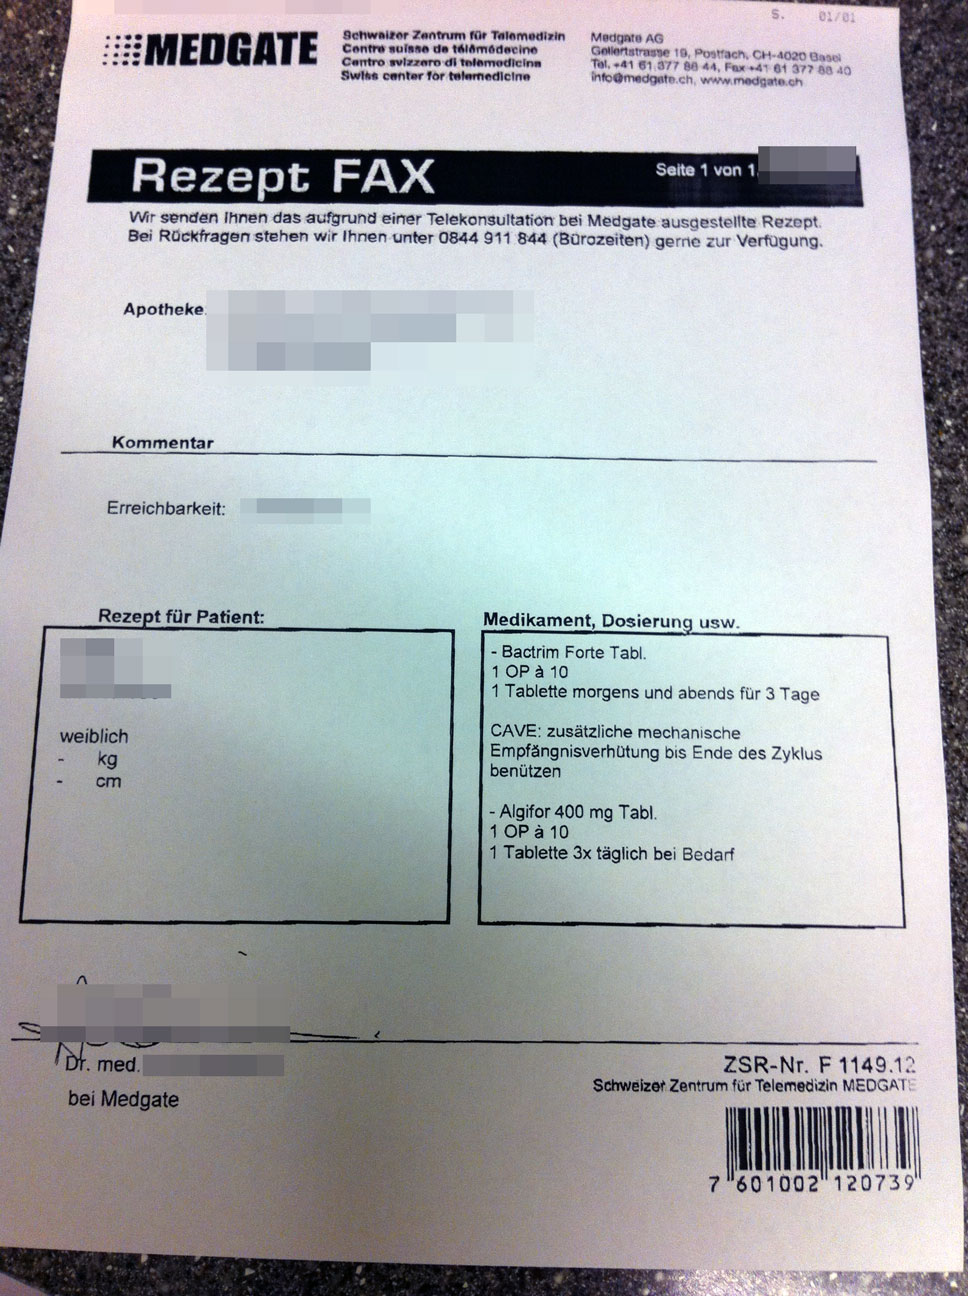 S. 01/01
MEDGATE
Schweizer Zentrum für Telemedizin
Centre suisse de télémédecine
Centro svizzero di telemedicina
Swiss center for telemedicine
Medgate AG
Gellertstrasse 19, Postfach, CH-4020 Basel
Tel. +41 61 377 88 44, Fax +41 61 377 88 40
info@medgate.ch, www.medgate.ch
Rezept FAX
Seite 1 von 1
Wir senden Ihnen das aufgrund einer Telekonsultation bei Medgate ausgestellte Rezept.
Bei Rückfragen stehen wir Ihnen unter 0844 911 844 (Bürozeiten) gerne zur Verfügung.
Apotheke
Kommentar
Erreichbarkeit:
Rezept für Patient:
weiblich
- kg
- cm
Medikament, Dosierung usw.
- Bactrim Forte Tabl.
1 OP à 10
1 Tablette morgens und abends für 3 Tage
CAVE: zusätzliche mechanische
Empfängnisverhütung bis Ende des Zyklus
benützen
- Algifor 400 mg Tabl.
1 OP à 10
1 Tablette 3x täglich bei Bedarf
Dr. med.
bei Medgate
ZSR-Nr. F 1149.12
Schweizer Zentrum für Telemedizin MEDGATE
7 601002 120739